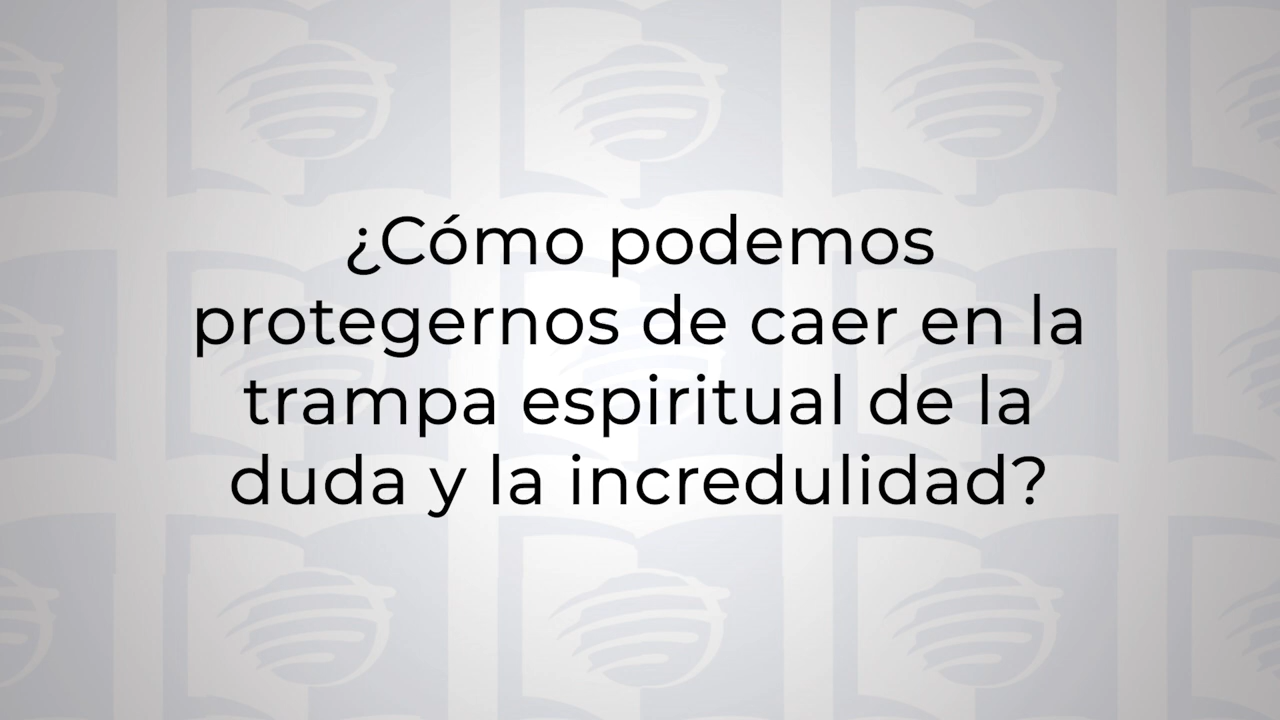 ¿Cómo podemos
protegernos de caer en la
trampa espiritual de la
duda y la incredulidad?